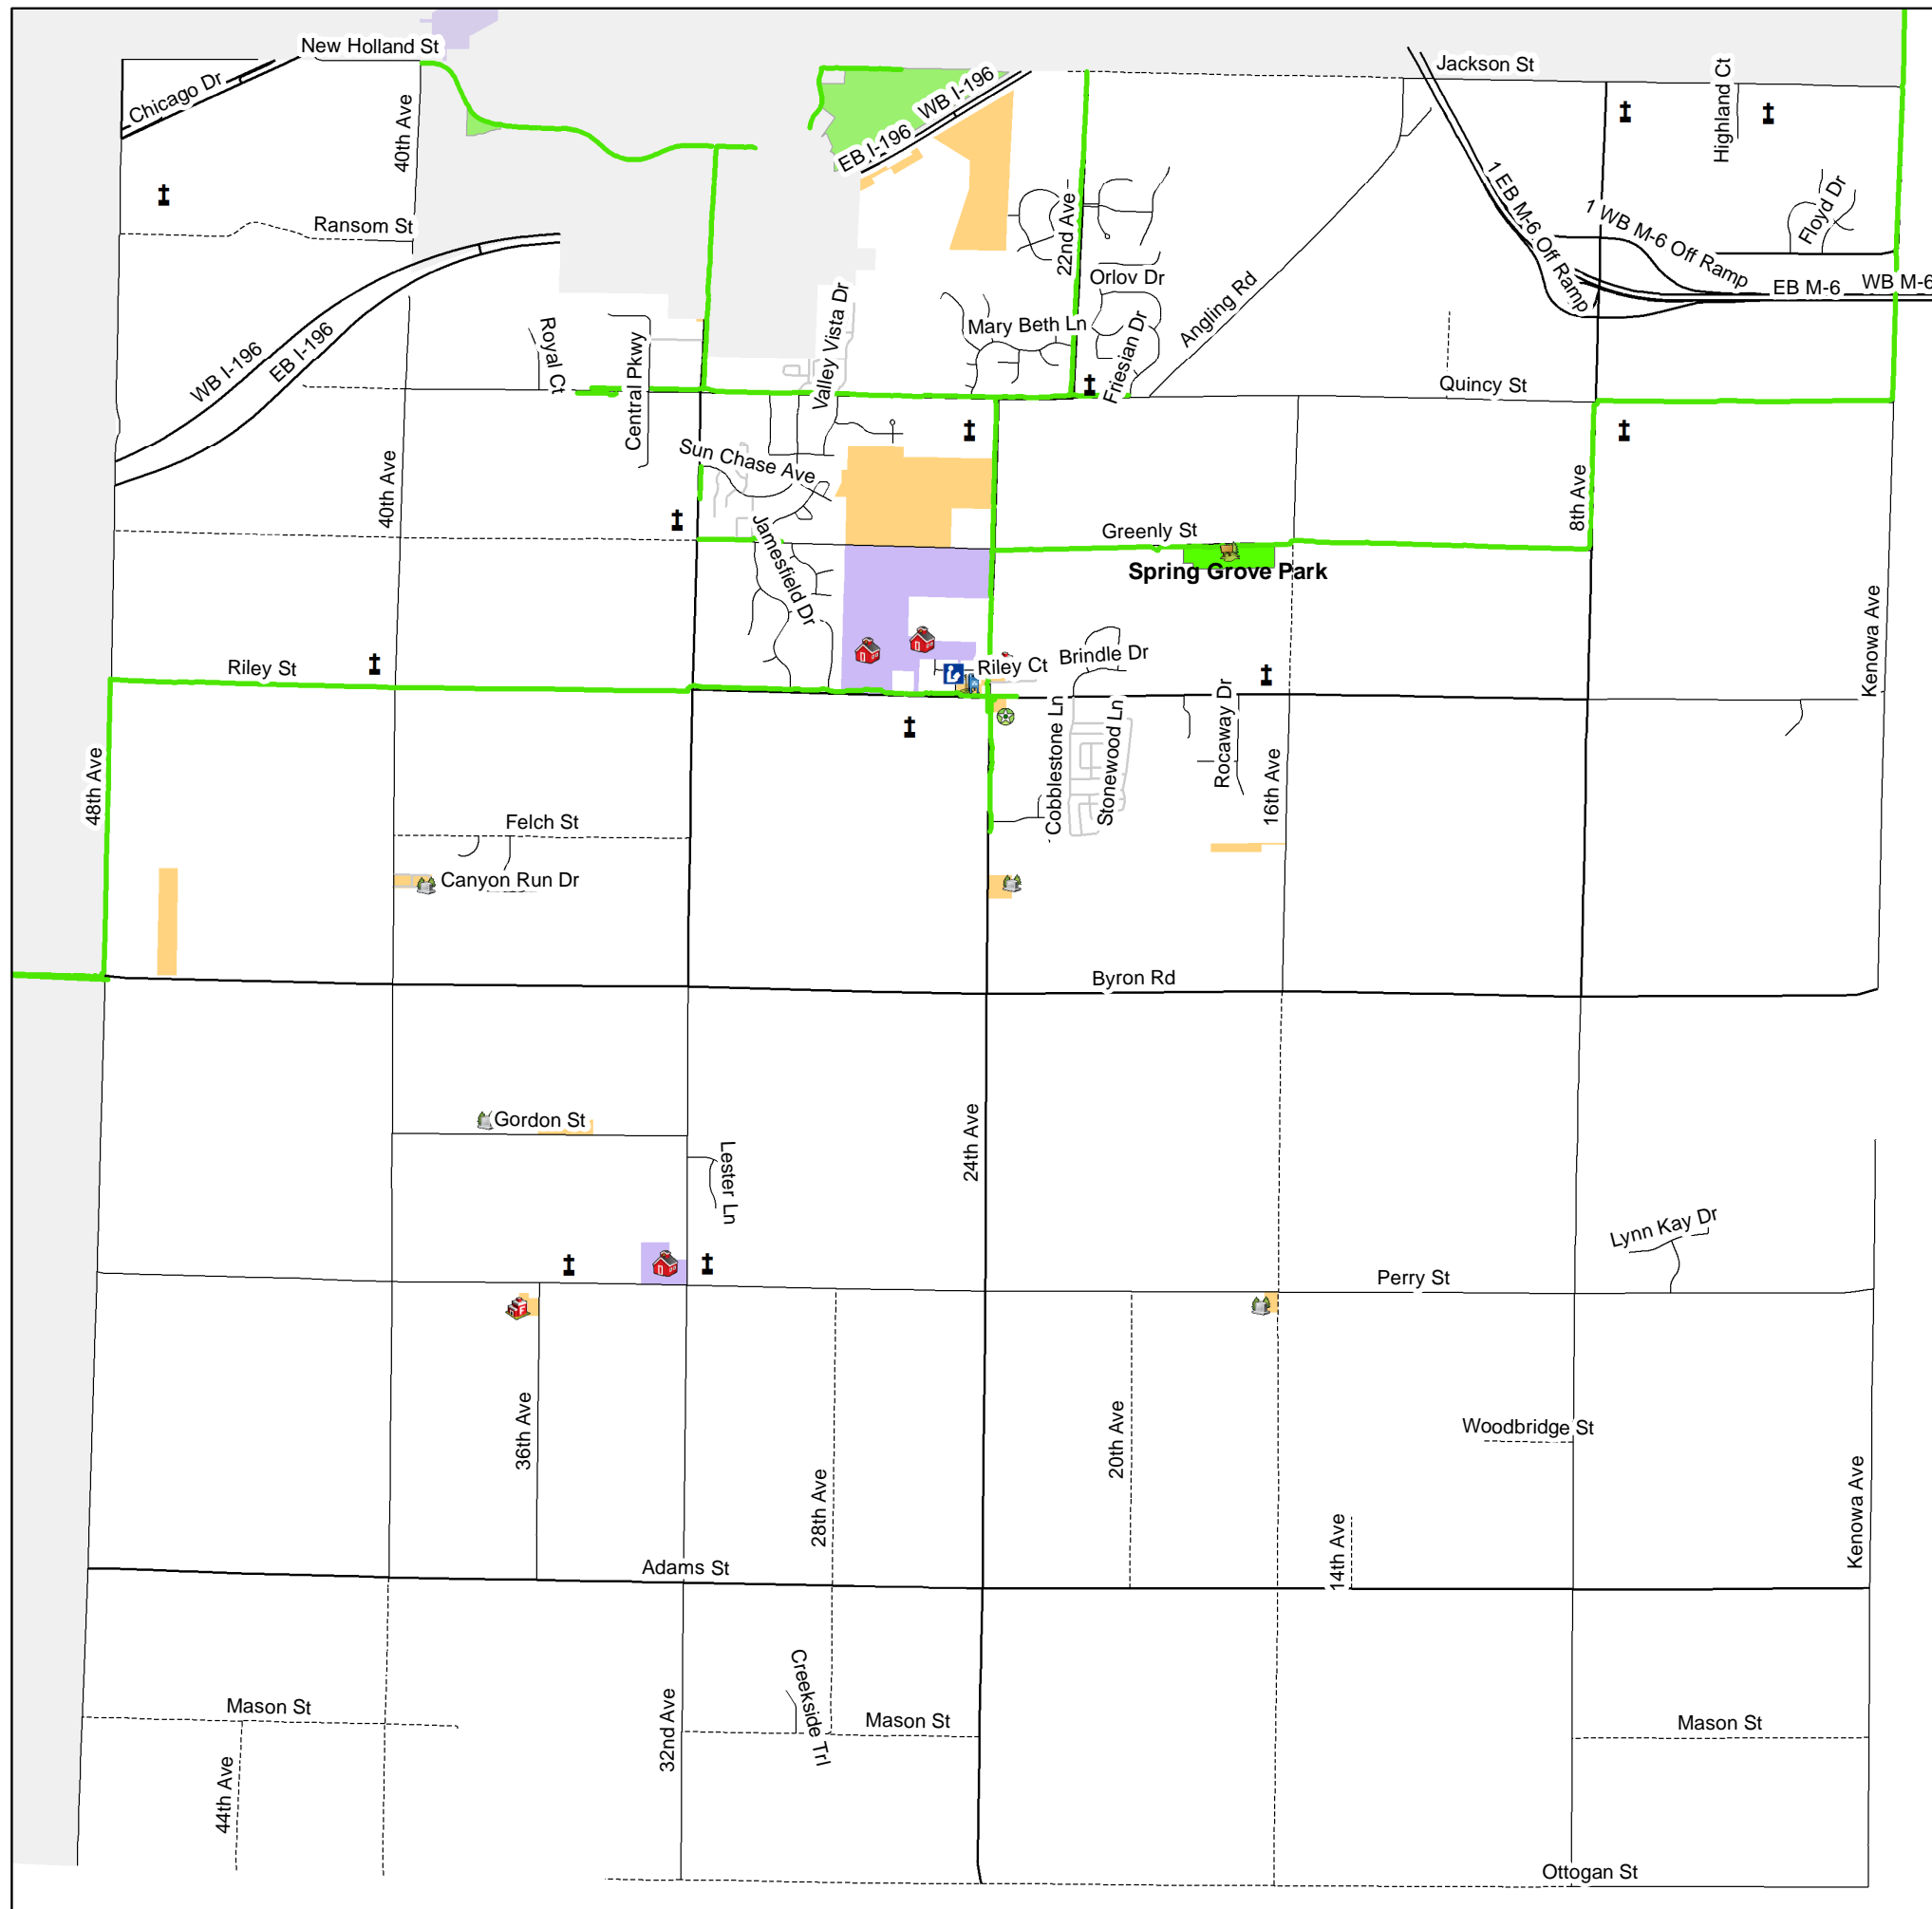 New Holland St
Jackson St
Chicago Dr
WB I-196
Highland Ct
40th Ave
EB I-196
1 EB M-6 Off Ramp
1 WB M-6 Off Ramp
Floyd Dr
Ransom St
22nd Ave
Orlov Dr
EB M-6
WB M-6
Angling Rd
Valley Vista Dr
Mary Beth Ln
Friesian Dr
WB I-196
EB I-196
Royal Ct
Central Pkwy
Quincy St
Sun Chase Ave
40th Ave
8th Ave
Greenly St
Spring Grove Park
Jamesfield Dr
Kenowa Ave
Riley St
Riley Ct
Brindle Dr
Cobblestone Ln
Stonewood Ln
Rocaway Dr
16th Ave
48th Ave
Felch St
Canyon Run Dr
Byron Rd
Gordon St
24th Ave
Lester Ln
Lynn Kay Dr
Perry St
36th Ave
20th Ave
Woodbridge St
28th Ave
14th Ave
Kenowa Ave
Adams St
Creekside Trl
Mason St
32nd Ave
Mason St
Mason St
44th Ave
Ottogan St